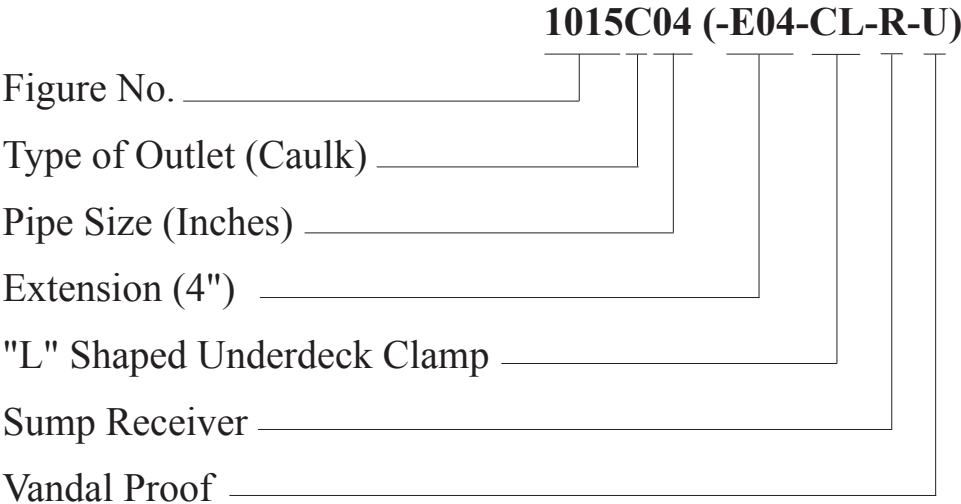 1015C04 (-E04-CL-R-U)
Figure No.
Type of Outlet (Caulk)
Pipe Size (Inches)
Extension (4")
"L" Shaped Underdeck Clamp
Sump Receiver
Vandal Proof